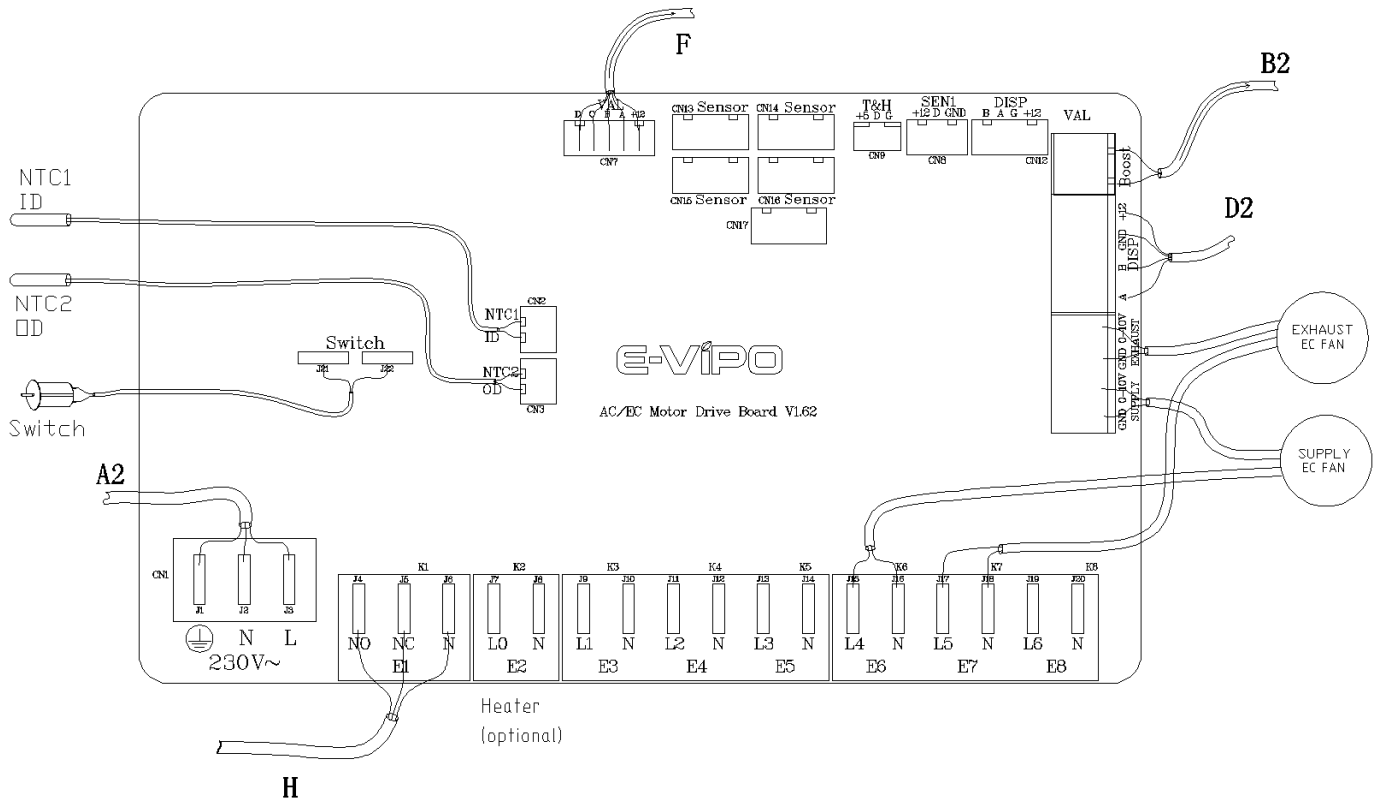 F
B2
VAL
D C B A +12
CN7
CN13 Sensor
CN14 Sensor
T&H
+5 D G
CN9
SEN1
+12 D GND
CN8
DISP
B A G +12
CN12
VAL
CN15 Sensor
CN16 Sensor
CN17
Boost
D2
+12
GND
B
A
DISP
NTC1
ID
NTC2
OD
CN2
NTC1
ID
NTC2
OD
CN3
Switch
J21
J22
Switch
E-ViPO
AC/EC Motor Drive Board V1.62
GND 0-10V
EXHAUST
GND 0-10V
SUPPLY
EXHAUST
EC FAN
SUPPLY
EC FAN
A2
CN1
J1
J2
J3
N
L
230V~
K1
K2
K3
K4
K5
K6
K7
K8
J4
J5
J6
J7
J8
J9
J10
J11
J12
J13
J14
J15
J16
J17
J18
J19
J20
NO
NC
N
L0
N
L1
N
L2
N
L3
N
L4
N
L5
N
L6
N
E1
E2
E3
E4
E5
E6
E7
E8
Heater
(optional)
H